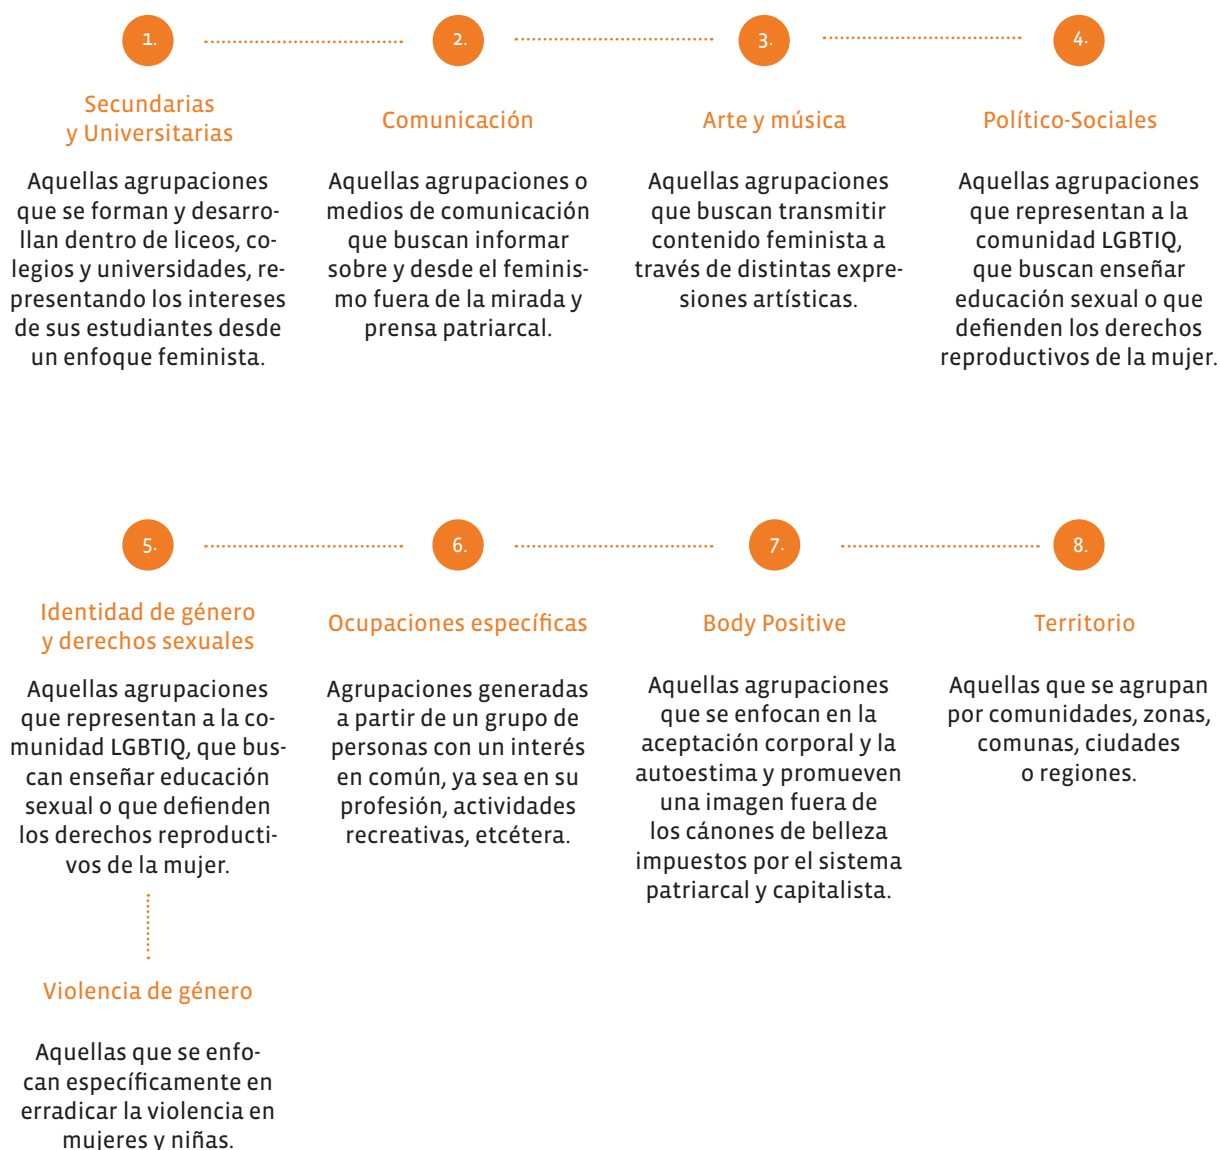 1.
Secundarias
y Universitarias
Aquellas agrupaciones
que se forman y desarro-
llan dentro de liceos, co-
legios y universidades, re-
presentando los intereses
de sus estudiantes desde
un enfoque feminista.
2.
Comunicación
Aquellas agrupaciones o
medios de comunicación
que buscan informar
sobre y desde el feminis-
mo fuera de la mirada y
prensa patriarcal.
3.
Arte y música
Aquellas agrupaciones
que buscan transmitir
contenido feminista a
través de distintas expre-
siones artísticas.
4.
Político-Sociales
Aquellas agrupaciones
que representan a la
comunidad LGBTIQ,
que buscan enseñar
educación sexual o que
defienden los derechos
reproductivos de la mujer.
5.
Identidad de género
y derechos sexuales
Aquellas agrupaciones
que representan a la co-
munidad LGBTIQ, que bus-
can enseñar educación
sexual o que defienden
los derechos reproducti-
vos de la mujer.
Violencia de género
Aquellas que se enfo-
can específicamente en
erradicar la violencia en
mujeres y niñas.
6.
Ocupaciones específicas
Agrupaciones generadas
a partir de un grupo de
personas con un interés
en común, ya sea en su
profesión, actividades
recreativas, etcétera.
7.
Body Positive
Aquellas agrupaciones
que se enfocan en la
aceptación corporal y la
autoestima y promueven
una imagen fuera de
los cánones de belleza
impuestos por el sistema
patriarcal y capitalista.
8.
Territorio
Aquellas que se agrupan
por comunidades, zonas,
comunas, ciudades
o regiones.